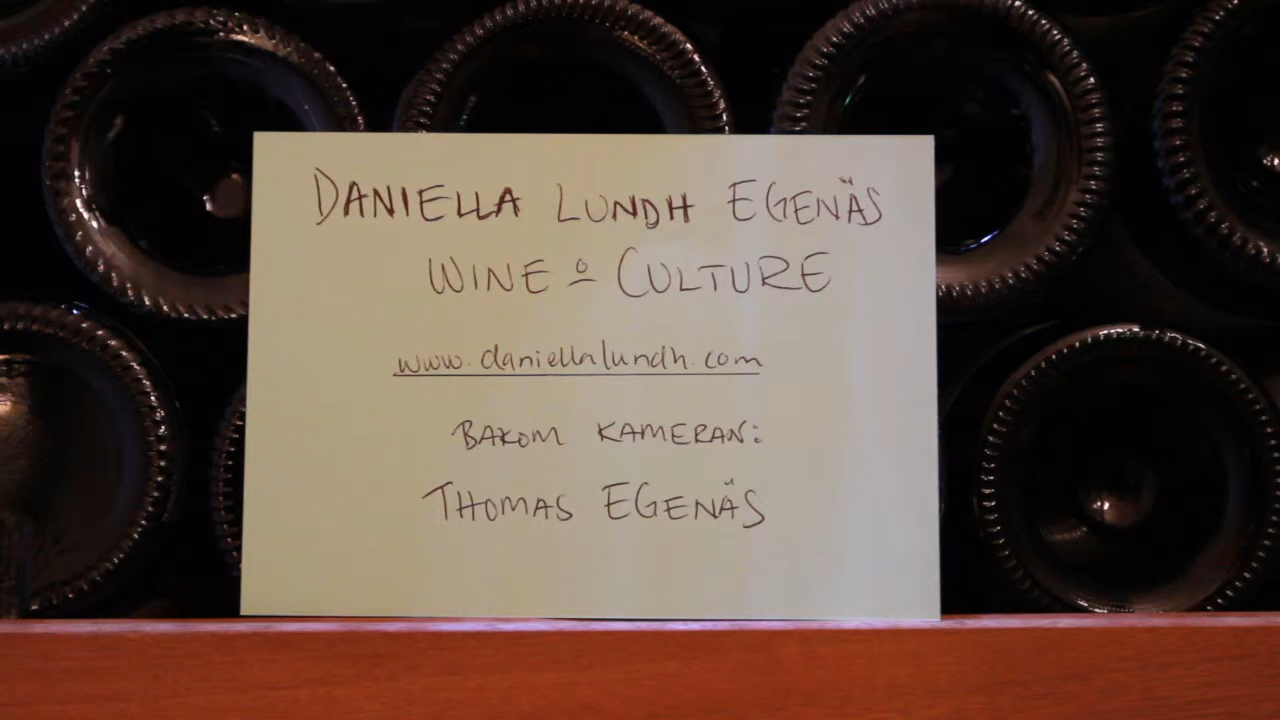 DANIELLA LUNDH EGENÄS
WINE o CULTURE
www.daniellalundh.com
BAKOM KAMERAN:
THOMAS EGENÄS